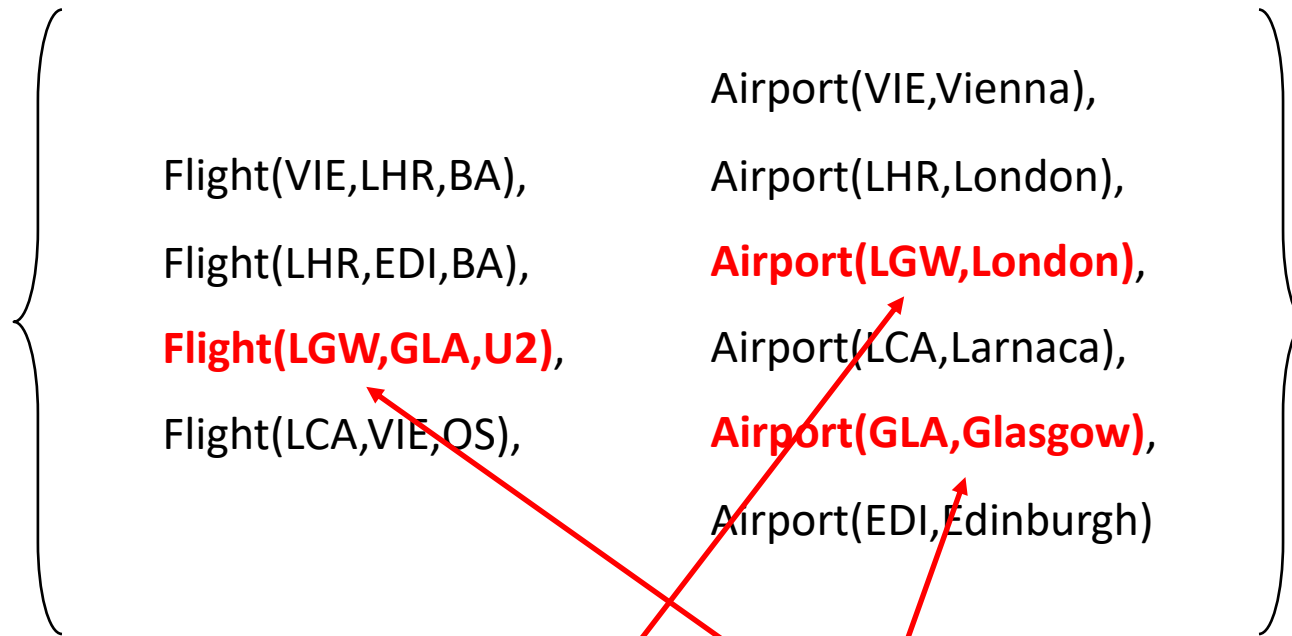 Flight(VIE,LHR,BA),
Flight(LHR,EDI,BA),
Flight(LGW,GLA,U2),
Flight(LCA,VIE,OS),
Airport(VIE,Vienna),
Airport(LHR,London),
Airport(LGW,London),
Airport(LCA,Larnaca),
Airport(GLA,Glasgow),
Airport(EDI,Edinburgh)